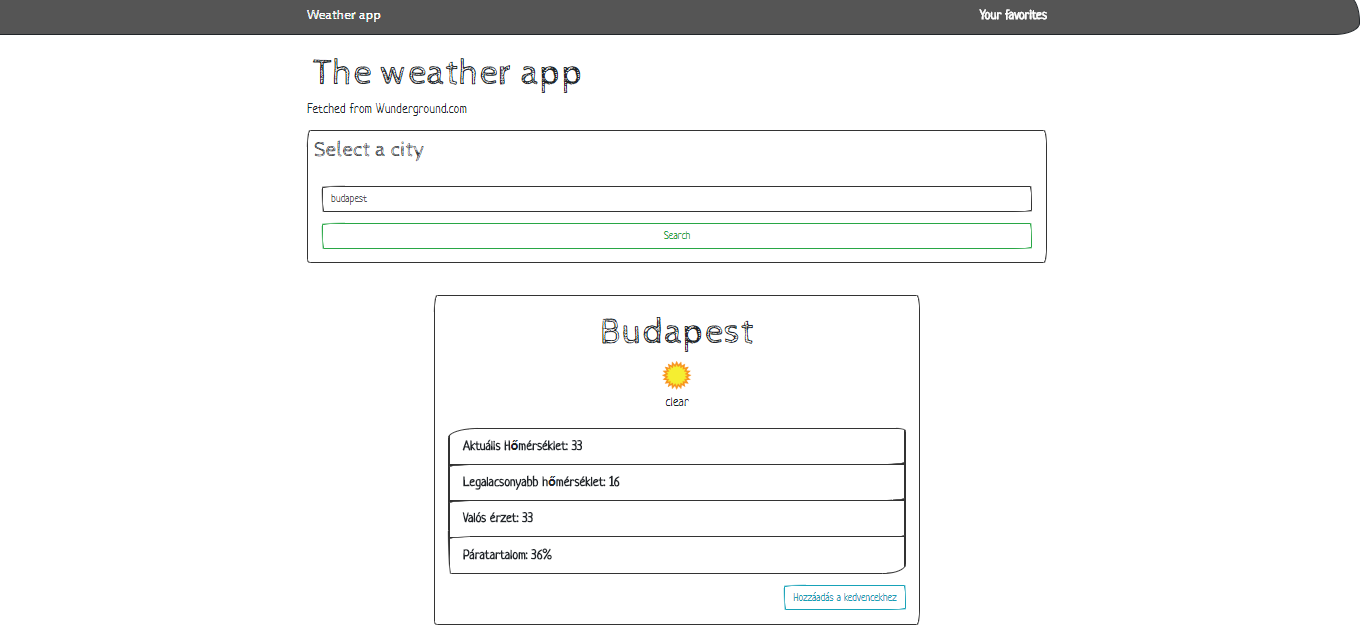 Weather app
Your favorites
The weather app
Fetched from Wunderground.com
Select a city
budapest
Search
Budapest
clear
Aktuális Hőmérséklet: 33
Legalacsonyabb hőmérséklet: 16
Valós érzet: 33
Páratartalom: 36%
Hozzáadás a kedvencekhez